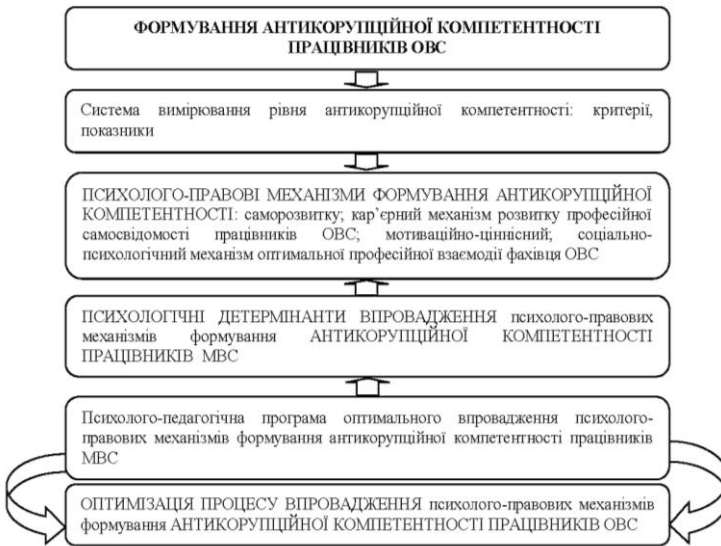 ФОРМУВАННЯ АНТИКОРУПЦІЙНОЇ КОМПЕТЕНТНОСТІ
ПРАЦІВНИКІВ ОВС
Система вимірювання рівня антикорупційної компетентності: критерії,
показники
ПСИХОЛОГО-ПРАВОВІ МЕХАНІЗМИ ФОРМУВАННЯ АНТИКОРУПЦІЙНОЇ
КОМПЕТЕНТНОСТІ: саморозвитку; кар’єрний механізм розвитку професійної
самосвідомості працівників ОВС; мотиваційно-ціннісний; соціально-
психологічний механізм оптимальної професійної взаємодії фахівця ОВС
ПСИХОЛОГІЧНІ ДЕТЕРМІНАНТИ ВПРОВАДЖЕННЯ психолого-правових
механізмів формування АНТИКОРУПЦІЙНОЇ КОМПЕТЕНТНОСТІ
ПРАЦІВНИКІВ МВС
Психолого-педагогічна програма оптимального впровадження психолого-
правових механізмів формування антикорупційної компетентності працівників
МВС
ОПТИМІЗАЦІЯ ПРОЦЕСУ ВПРОВАДЖЕННЯ психолого-правових механізмів
формування АНТИКОРУПЦІЙНОЇ КОМПЕТЕНТНОСТІ ПРАЦІВНИКІВ ОВС